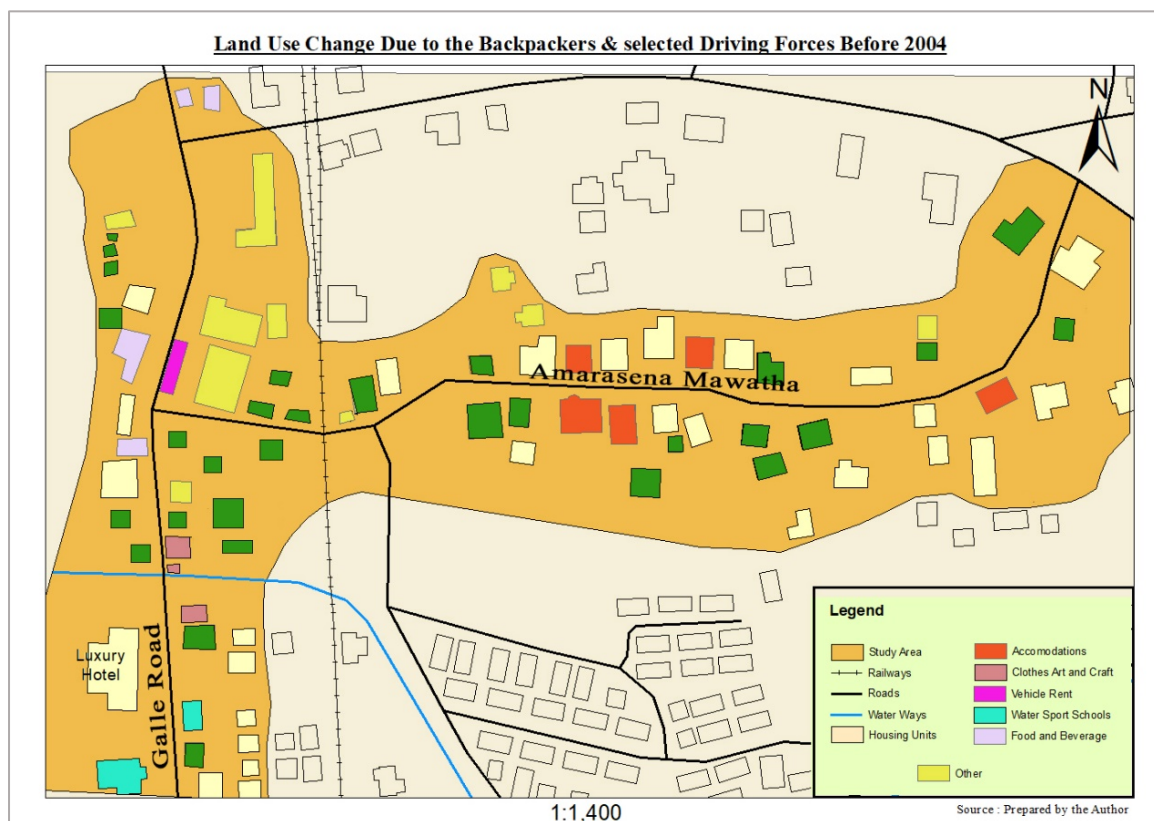 Land Use Change Due to the Backpackers & selected Driving Forces Before 2004
N
Amarasena Mawatha
Luxury
Hotel
Galle Road
Legend
Study Area
Railways
Roads
Water Ways
Housing Units
Accomodations
Clothes Art and Craft
Vehicle Rent
Water Sport Schools
Food and Beverage
Other
1:1,400
Source : Prepared by the Author